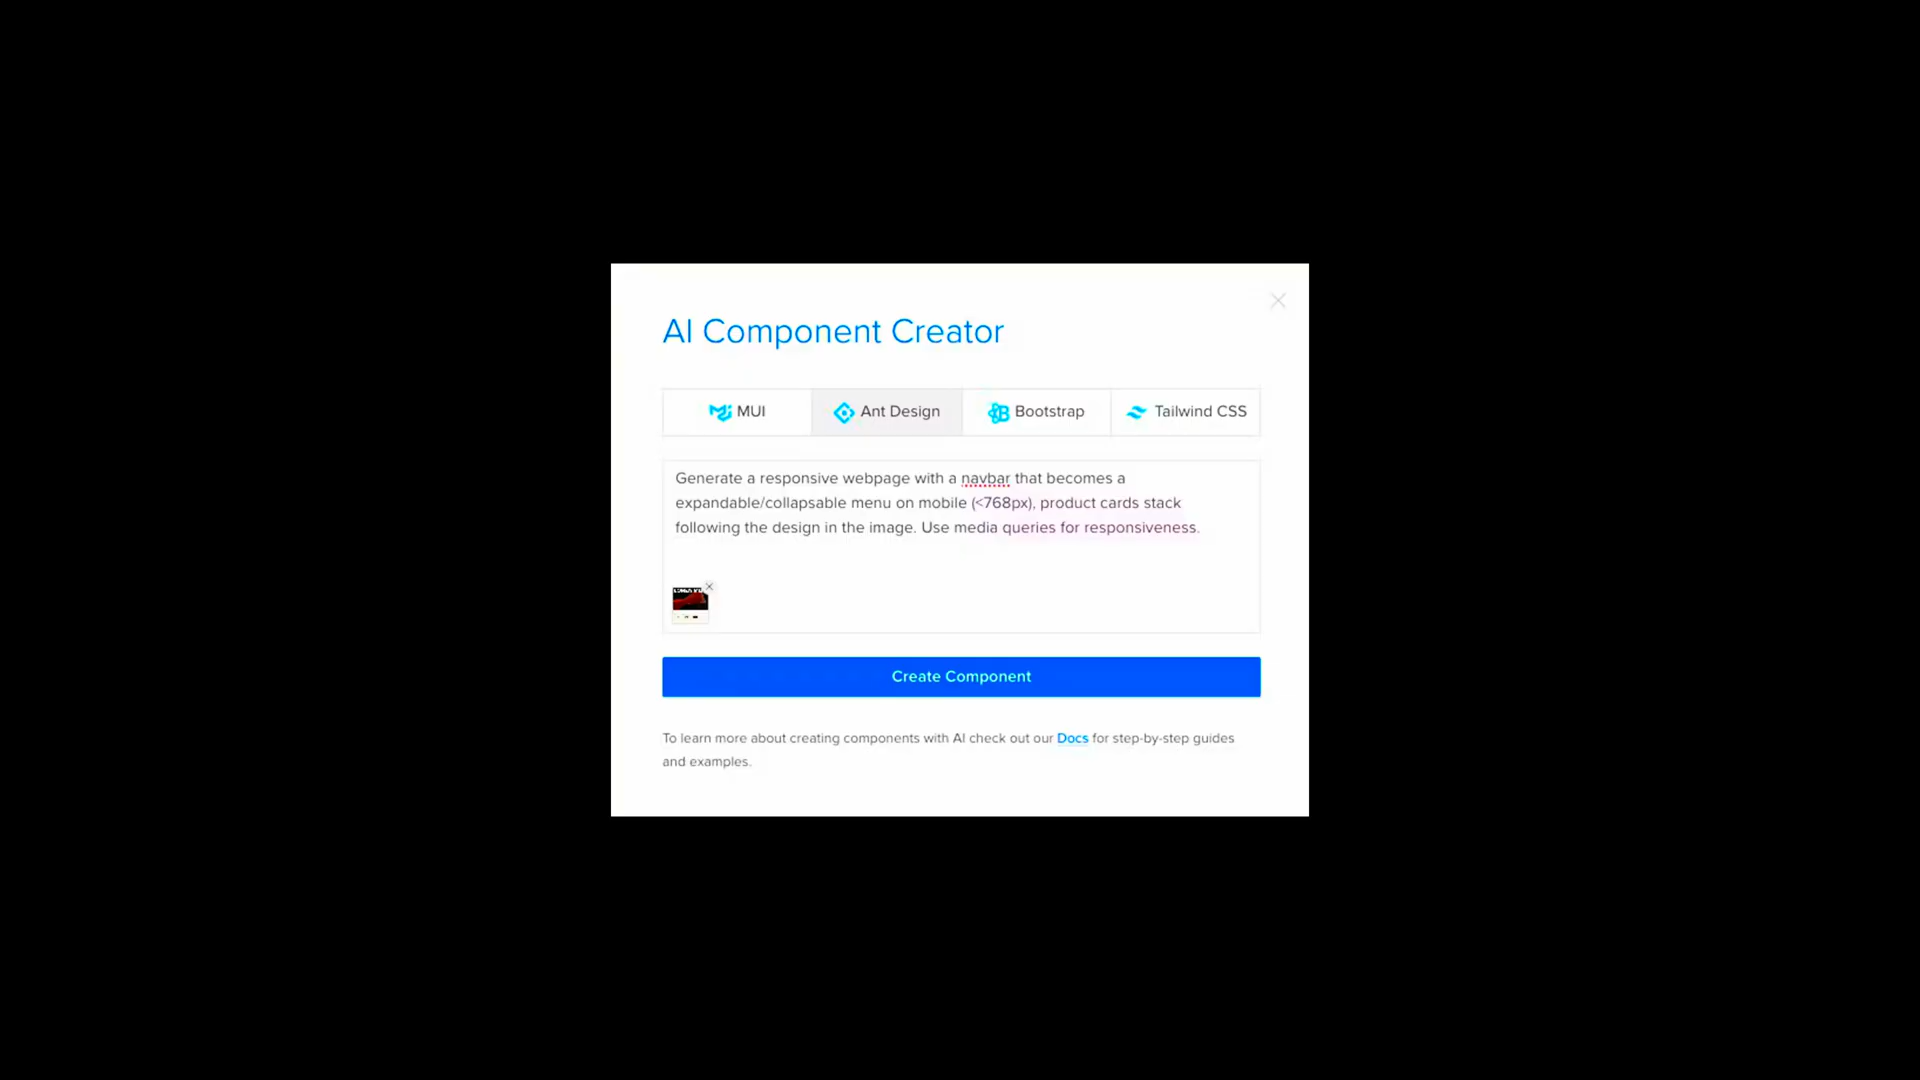 AI Component Creator
MUI
Ant Design
Bootstrap
Tailwind CSS
Generate a responsive webpage with a navbar that becomes a
expandable/collapsable menu on mobile (<768px), product cards stack
following the design in the image. Use media queries for responsiveness.
Create Component
To learn more about creating components with AI check out our Docs for step-by-step guides
and examples.